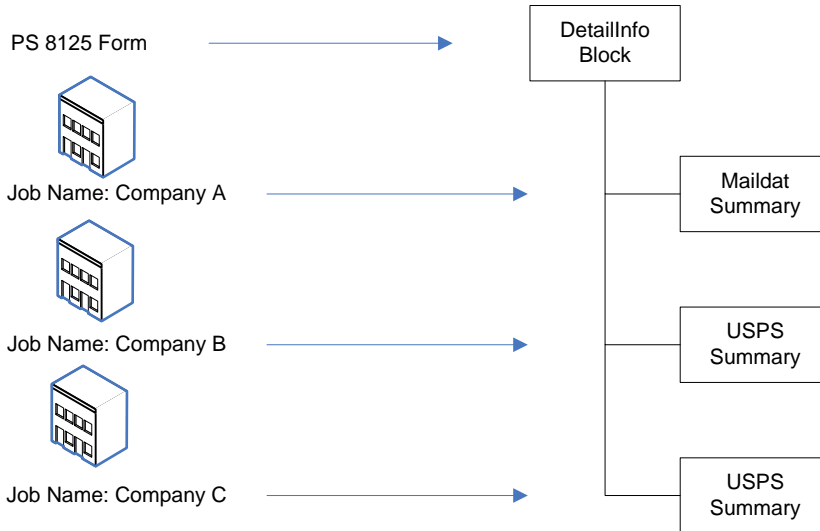 PS 8125 Form
DetailInfo
Block
Job Name: Company A
Maildat
Summary
Job Name: Company B
USPS
Summary
Job Name: Company C
USPS
Summary